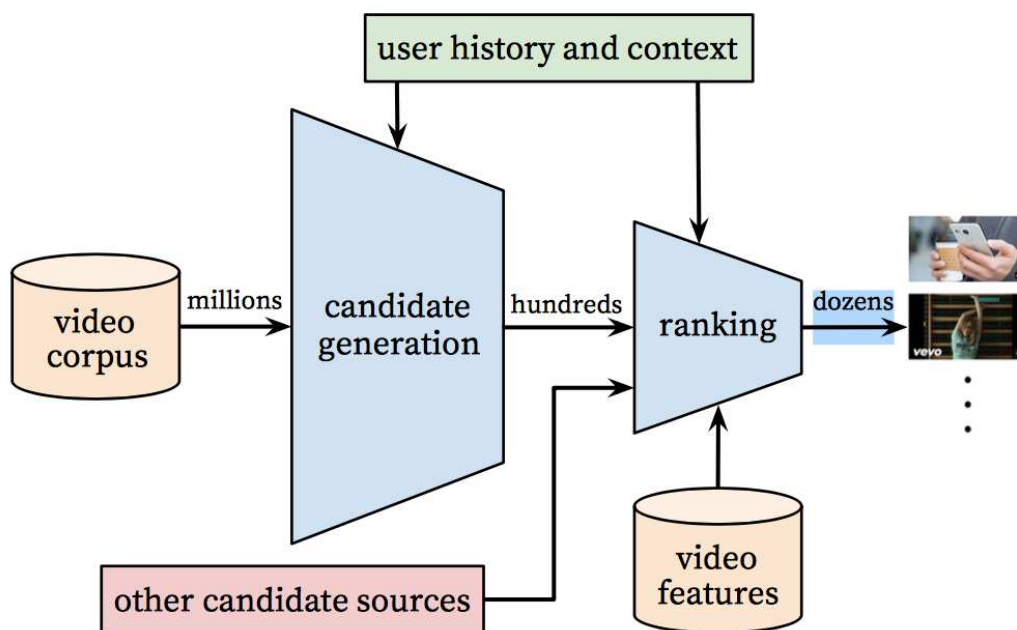 user history and context
millions
video
corpus
candidate
generation
hundreds
ranking
dozens
vevo
other candidate sources
video
features